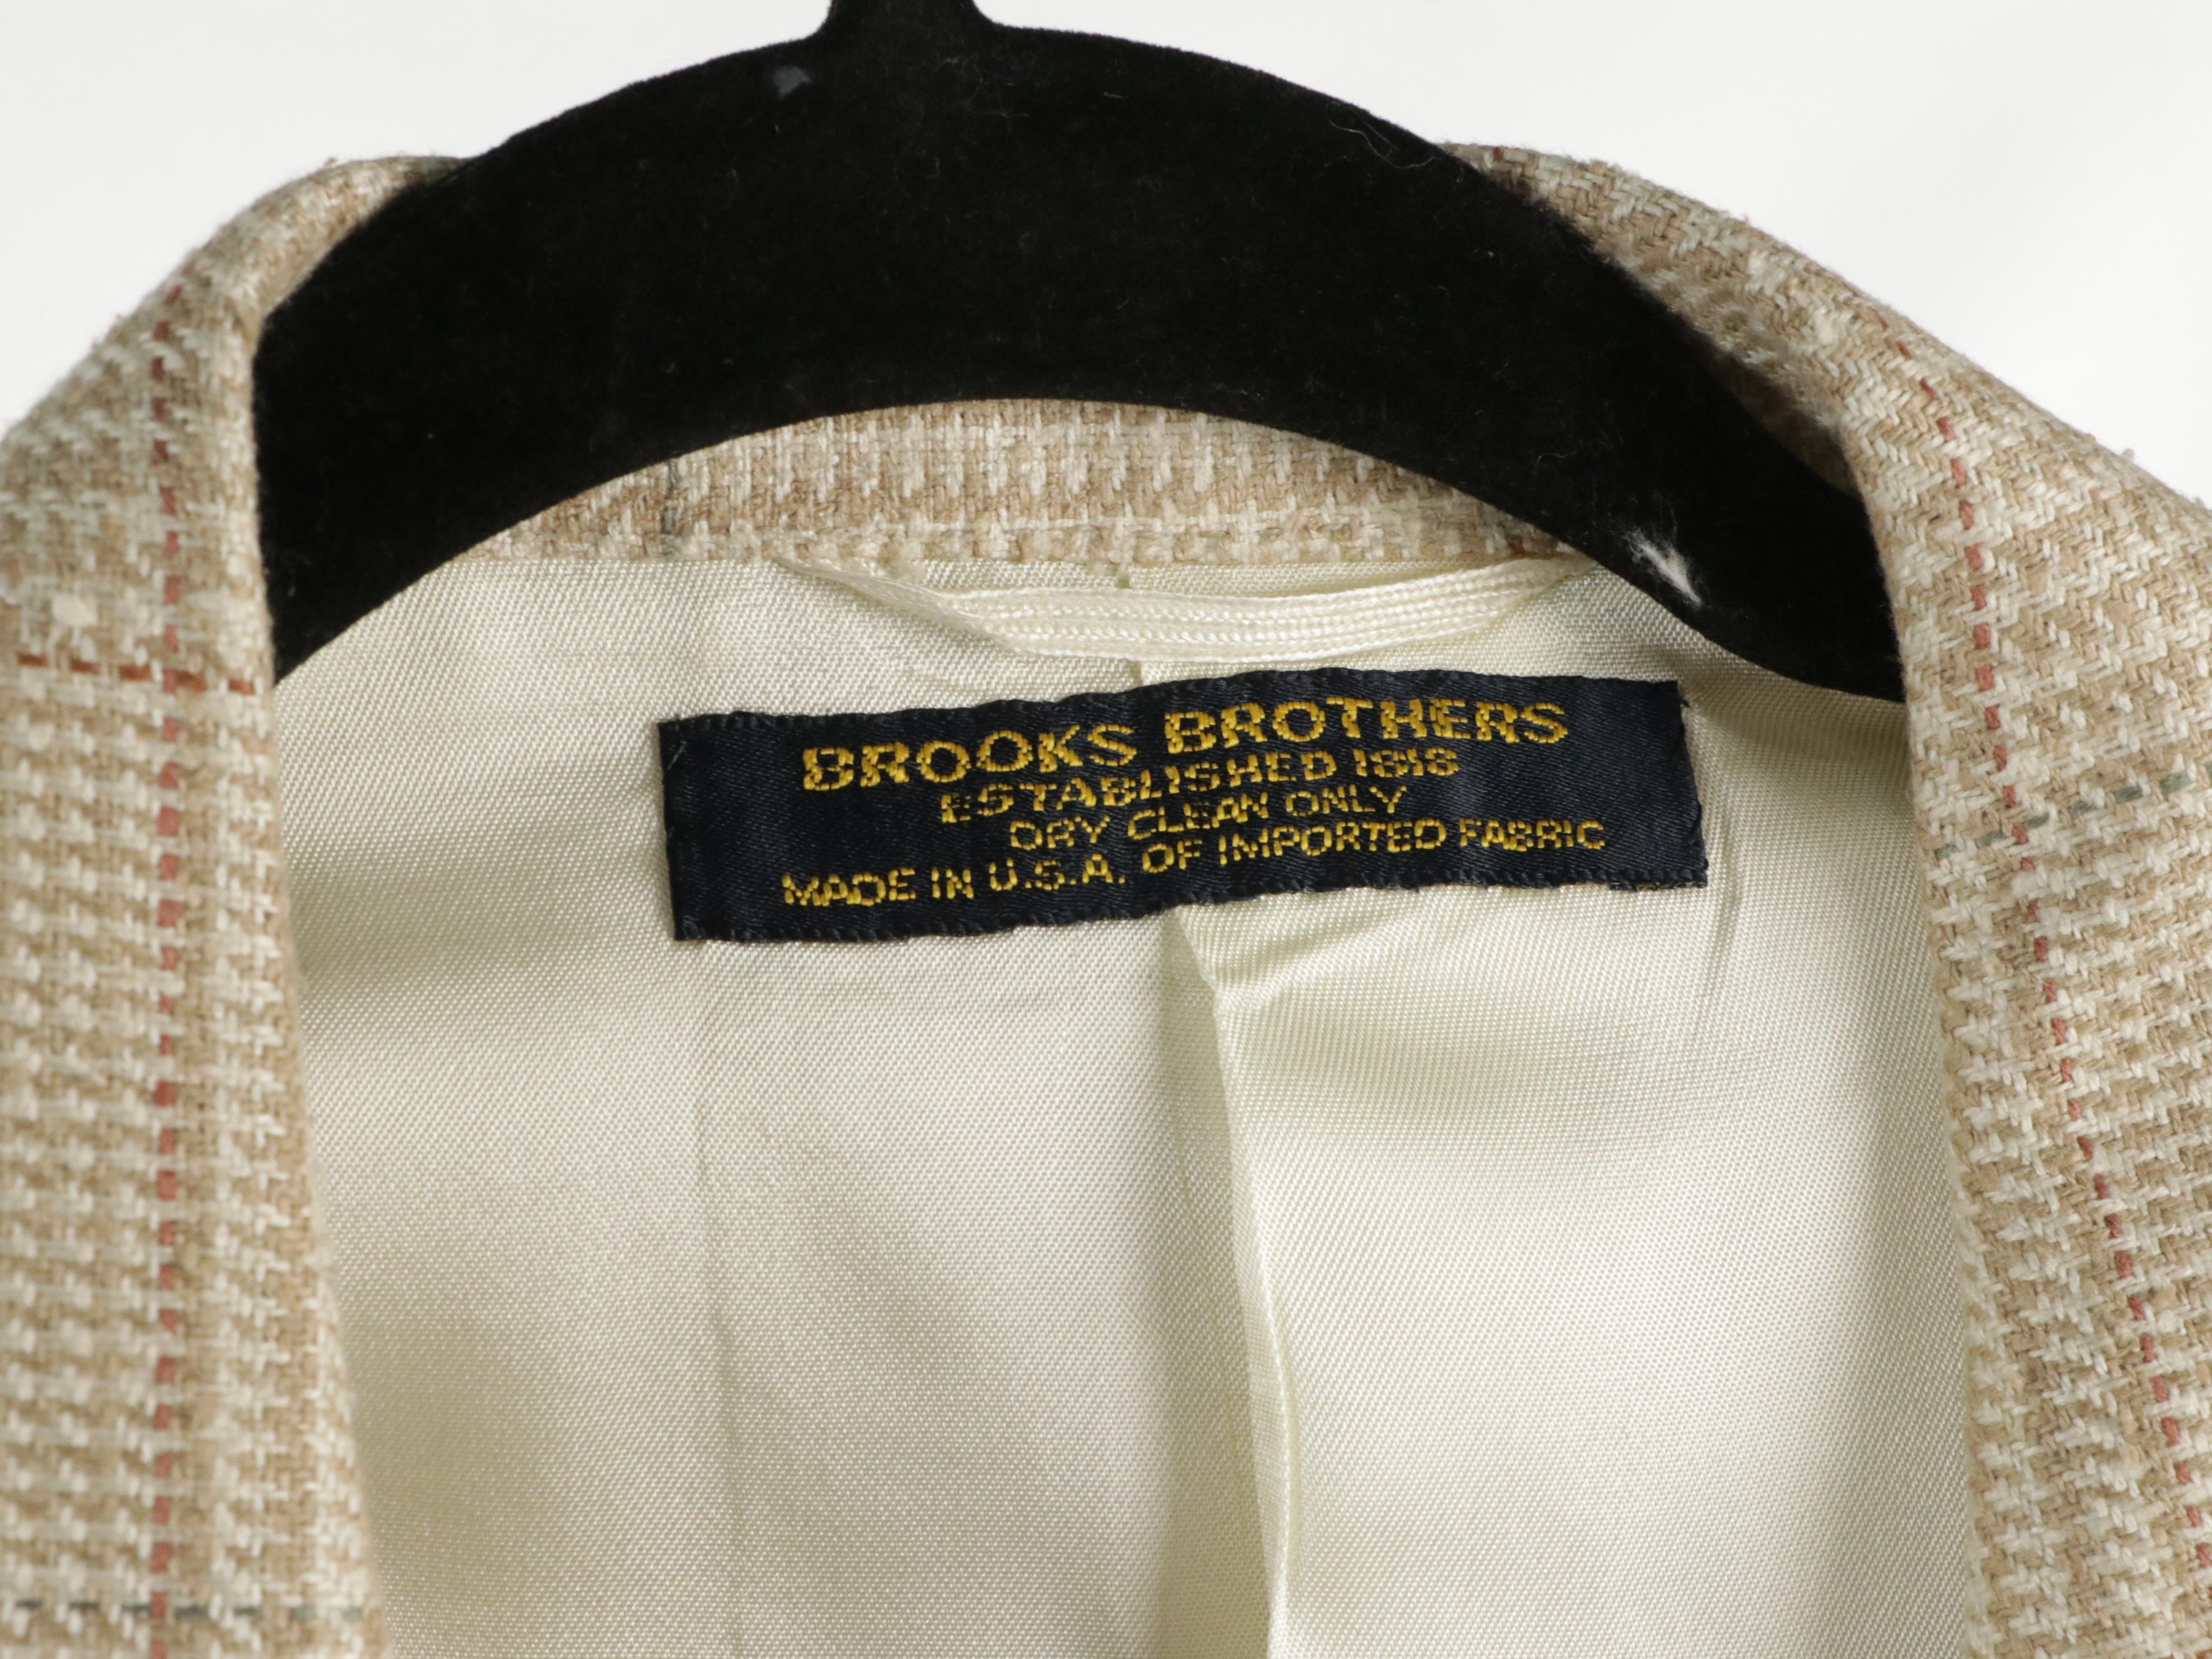 BROOKS BROTHERS
ESTABLISHED 1818
DRY CLEAN ONLY
MADE IN U.S.A. OF IMPORTED FABRIC